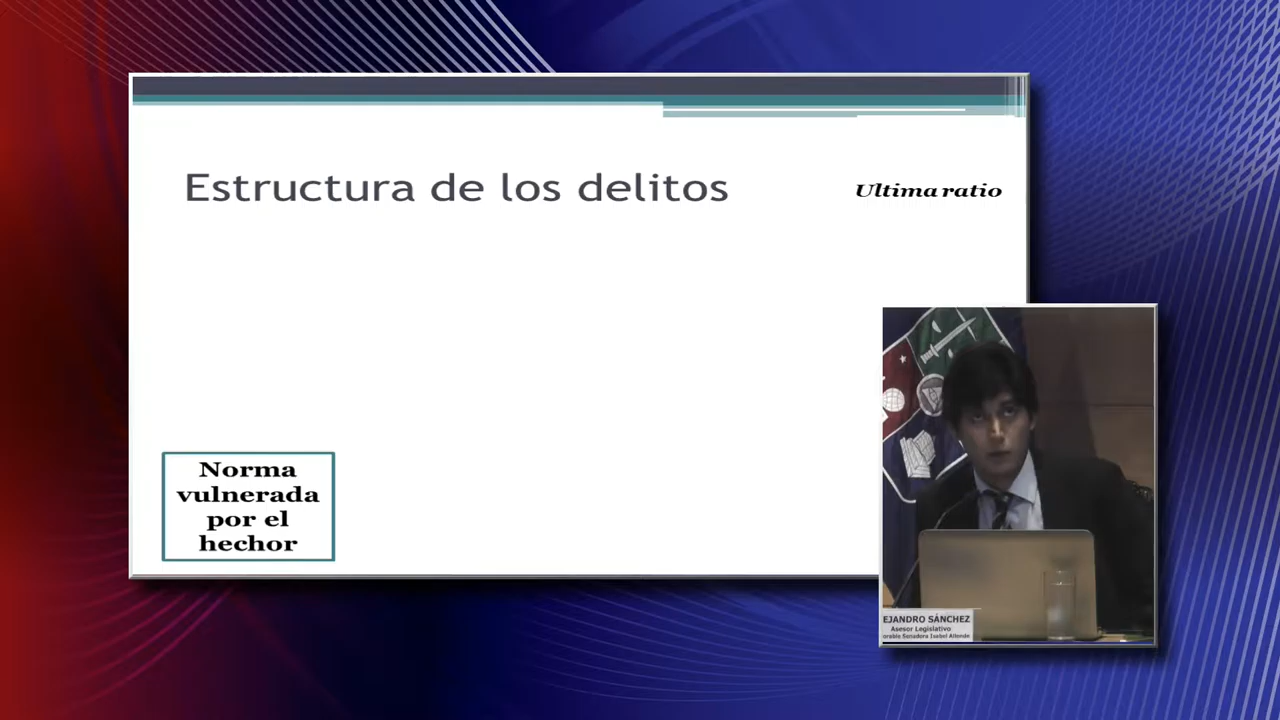 Estructura de los delitos
Ultima ratio
Norma
vulnerada
por el
hechor
EJANDRO SÁNCHEZ
Asesor Legislativo
orable Senadora Isabel Allende